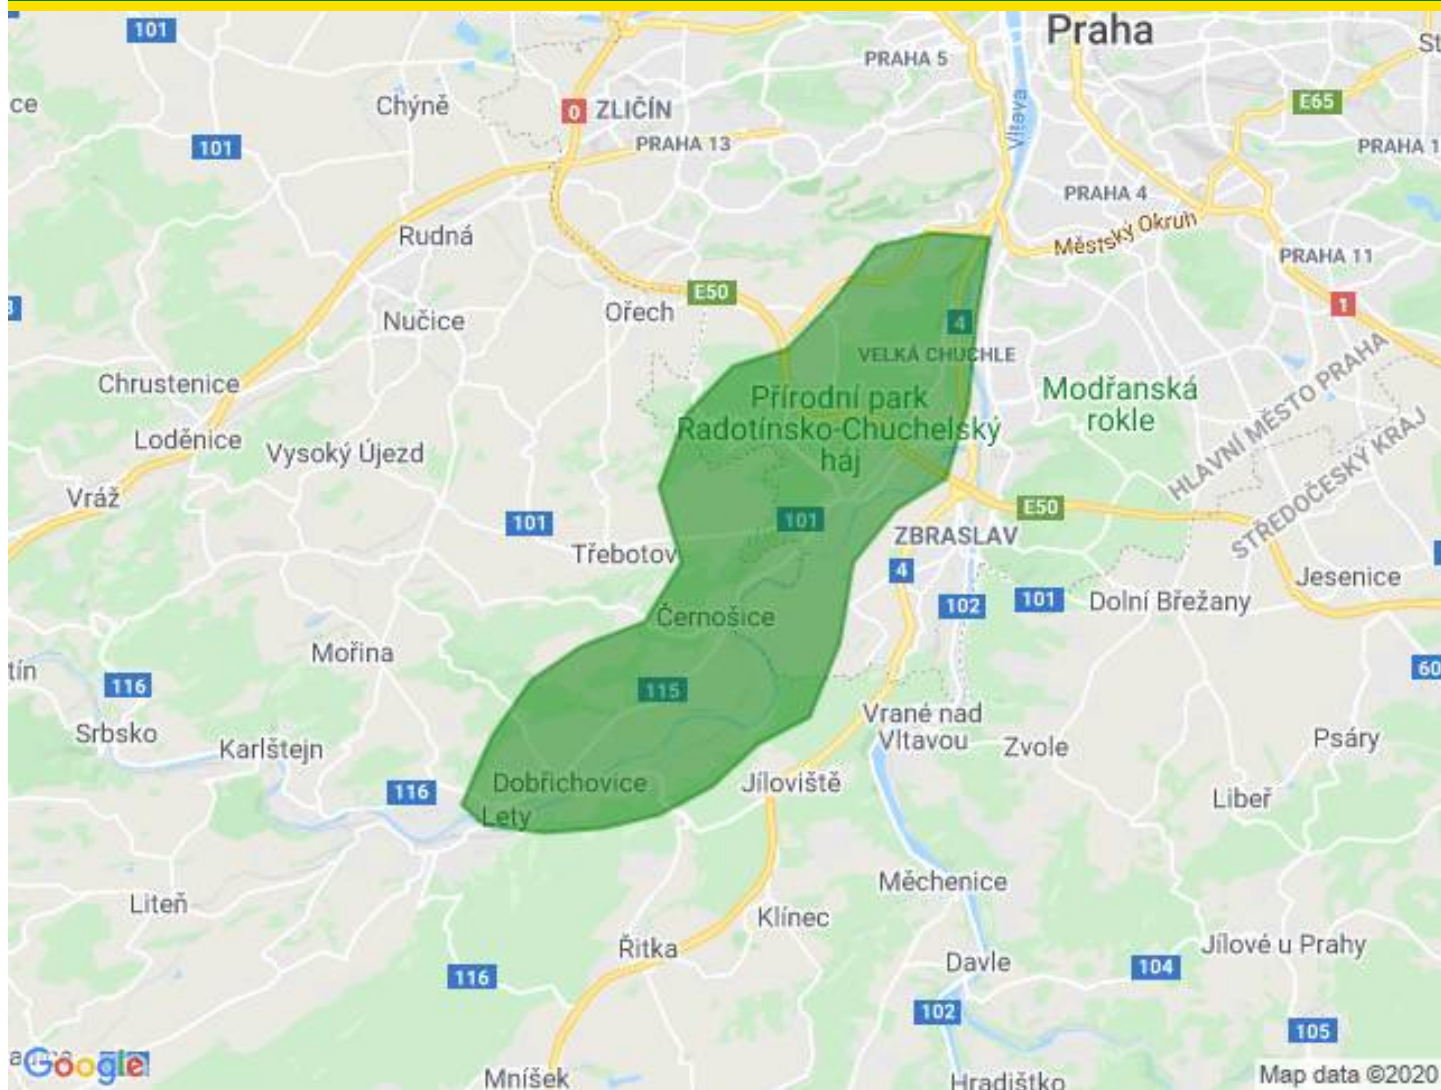 101
Praha
St
PRAHA 5
ce
Chýně
0
ZLIČÍN
E65
101
PRAHA 13
Vltava
PRAHA 1
PRAHA 4
Rudná
Městský Okruh
PRAHA 11
E50
1
Ořech
Nučice
4
VELKÁ CHUCHLE
Chrustenice
Přírodní park
Radotínsko-Chuchelský
háj
Modřanská
rokle
HLAVNÍ MĚSTO PRAHA
STŘEDOČESKÝ KRAJ
Loděnice
Vysoký Újezd
Vráž
101
101
E50
ZBRASLAV
Třebotov
4
Jesenice
102
101
Dolní Břežany
Černošice
Mořina
tín
116
115
60
Vrané nad
Vltavou
Srbsko
Karlštejn
Zvole
Psáry
116
Dobřichovice
Jíloviště
Lety
Libeř
Měchenice
Liteň
Klínec
Řitka
Jílové u Prahy
116
Davle
104
102
105
Google
Mníšek
Hradištko
Map data ©2020